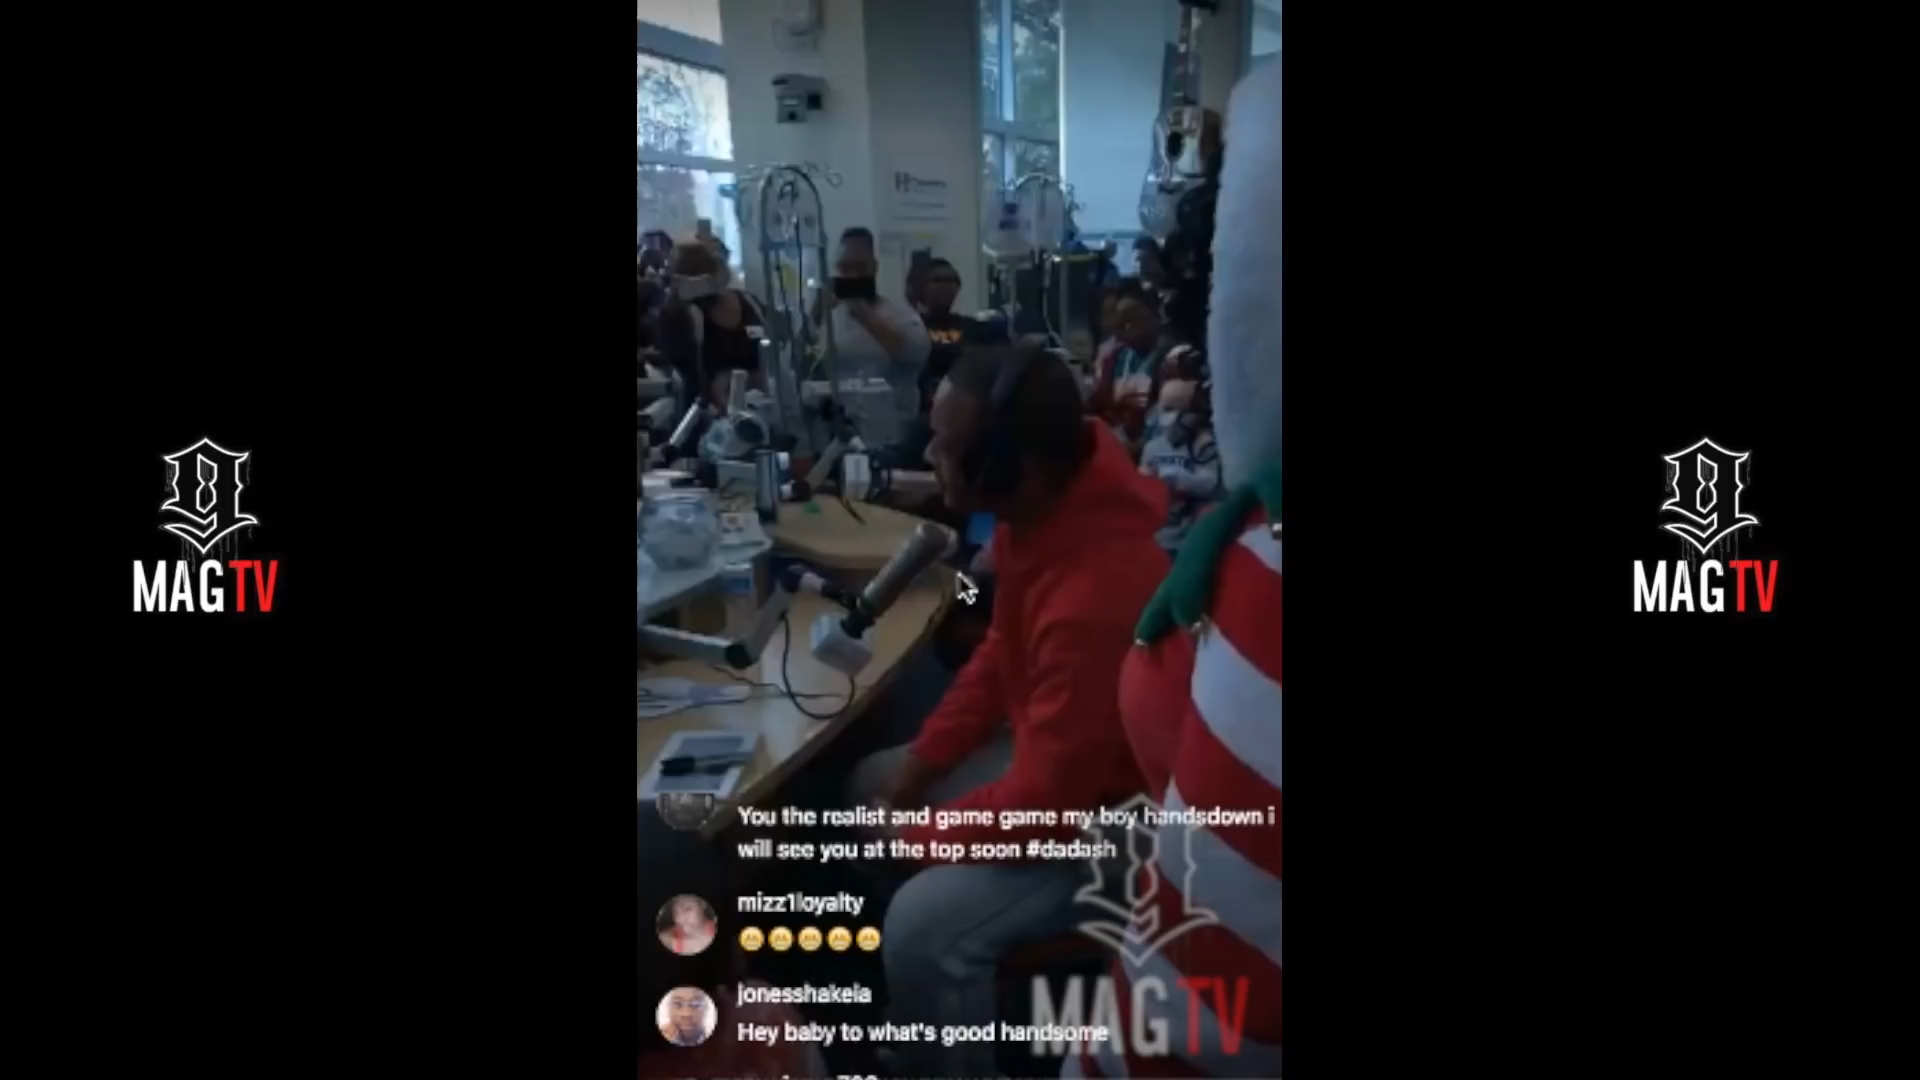 MAGTV
MAGTV
You the realist and game game my boy handsdown i
will see you at the top soon #dadash
mizz1loyalty
😂😂😂😂😂
jonesshakeia
Hey baby to what's good handsome
MAGTV